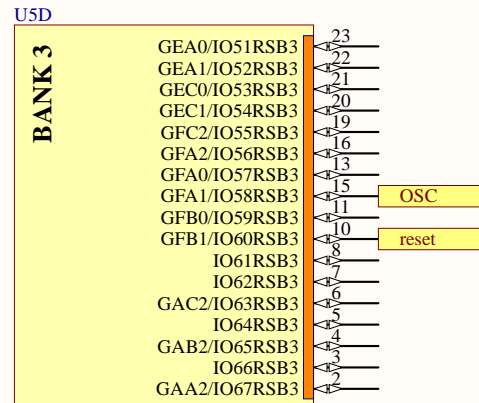 U5D
BANK 3
GEA0/IO51RSB3 23
GEA1/IO52RSB3 22
GEC0/IO53RSB3 21
GEC1/IO54RSB3 20
GFC2/IO55RSB3 19
GFA2/IO56RSB3 16
GFA0/IO57RSB3 13
GFA1/IO58RSB3 15 OSC
GFB0/IO59RSB3 11
GFB1/IO60RSB3 10 reset
IO61RSB3 8
IO62RSB3 7
GAC2/IO63RSB3 6
IO64RSB3 5
GAB2/IO65RSB3 4
IO66RSB3 3
GAA2/IO67RSB3 2